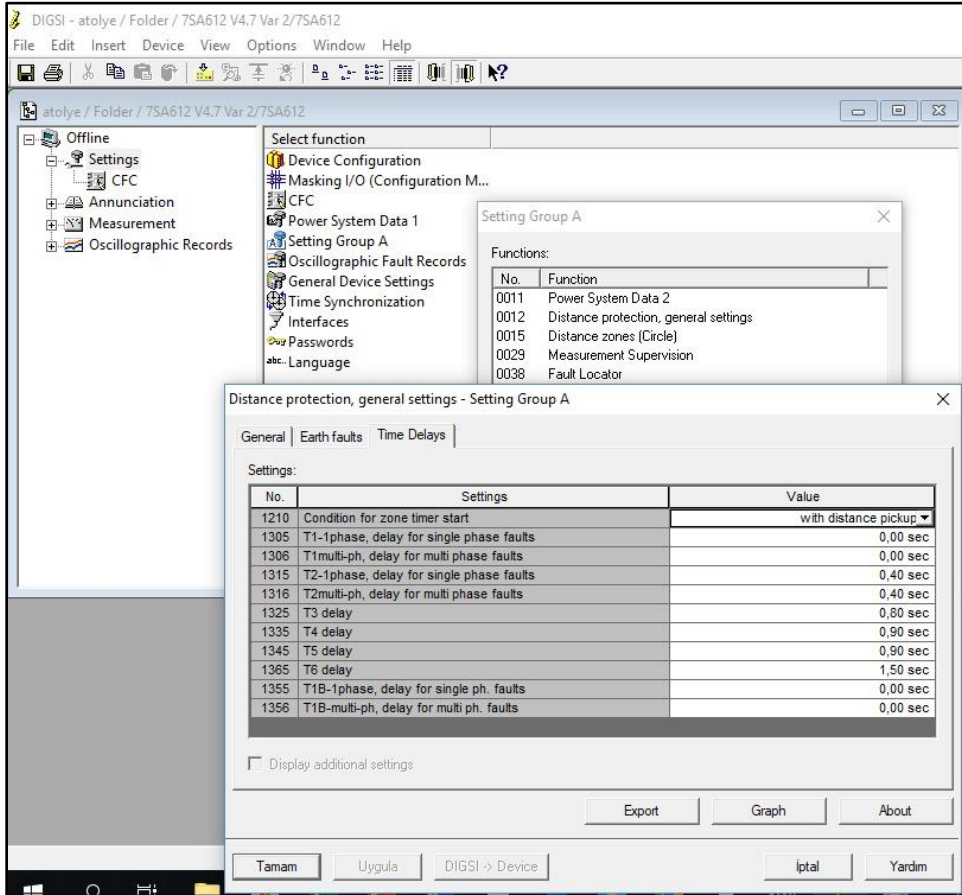 DIGSI - atolye / Folder / 7SA612 V4.7 Var 2/7SA612
File Edit Insert Device View Options Window Help
atolye / Folder / 7SA612 V4.7 Var 2/7SA612
Offline
Settings
CFC
Annunciation
Measurement
Oscillographic Records
Select function
Device Configuration
Masking I/O (Configuration M...
CFC
Power System Data 1
Setting Group A
Oscillographic Fault Records
General Device Settings
Time Synchronization
Interfaces
Passwords
abc.. Language
Setting Group A
Functions:
No. Function
0011 Power System Data 2
0012 Distance protection, general settings
0015 Distance zones (Circle)
0029 Measurement Supervision
0038 Fault Locator
Distance protection, general settings - Setting Group A
General Earth faults Time Delays
Settings:
No. Settings Value
1210 Condition for zone timer start with distance pickup
1305 T1-1phase, delay for single phase faults 0,00 sec
1306 T1multi-ph, delay for multi phase faults 0,00 sec
1315 T2-1phase, delay for single phase faults 0,40 sec
1316 T2multi-ph, delay for multi phase faults 0,40 sec
1325 T3 delay 0,80 sec
1335 T4 delay 0,90 sec
1345 T5 delay 0,90 sec
1365 T6 delay 1,50 sec
1355 T1B-1phase, delay for single ph. faults 0,00 sec
1356 T1B-multi-ph, delay for multi ph. faults 0,00 sec
Display additional settings
Export Graph About
Tamam Uygula DIGSI -> Device İptal Yardım